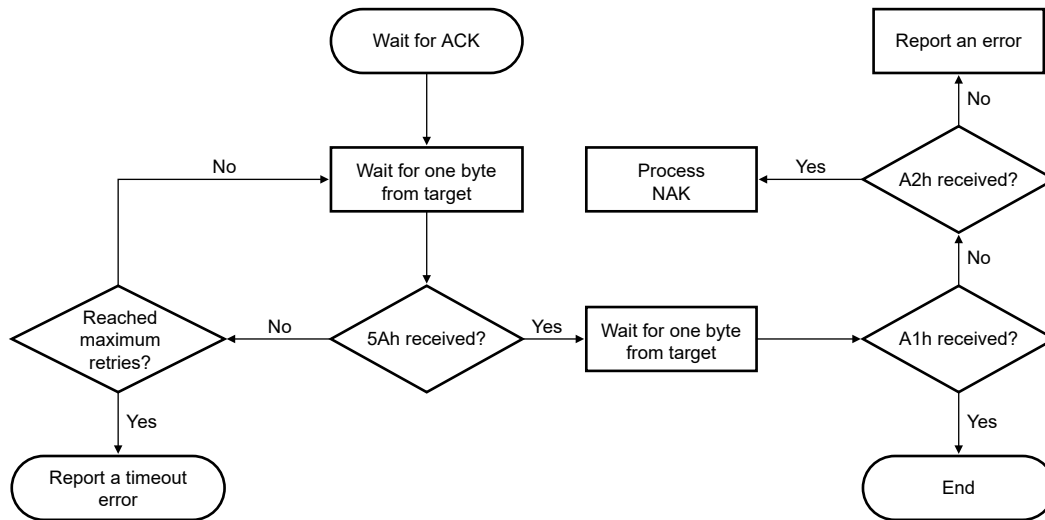 Wait for ACK
Report an error
No
No
Wait for one byte
from target
Process
NAK
Yes
A2h received?
No
Reached
maximum
retries?
No
5Ah received?
Yes
Wait for one byte
from target
A1h received?
Yes
Yes
Report a timeout
error
End